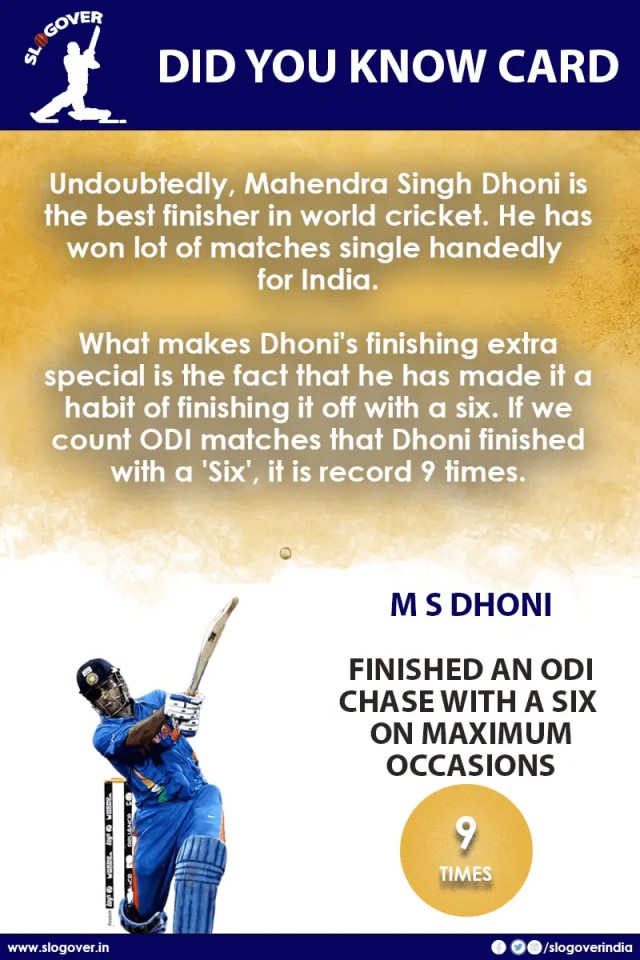 SLOGOVER
DID YOU KNOW CARD
Undoubtedly, Mahendra Singh Dhoni is
the best finisher in world cricket. He has
won lot of matches single handedly
for India.
What makes Dhoni's finishing extra
special is the fact that he has made it a
habit of finishing it off with a six. If we
count ODI matches that Dhoni finished
with a 'Six', it is record 9 times.
M S DHONI
FINISHED AN ODI
CHASE WITH A SIX
ON MAXIMUM
OCCASIONS
9
TIMES
RELIANCE
www.slogover.in
/slogoverindia